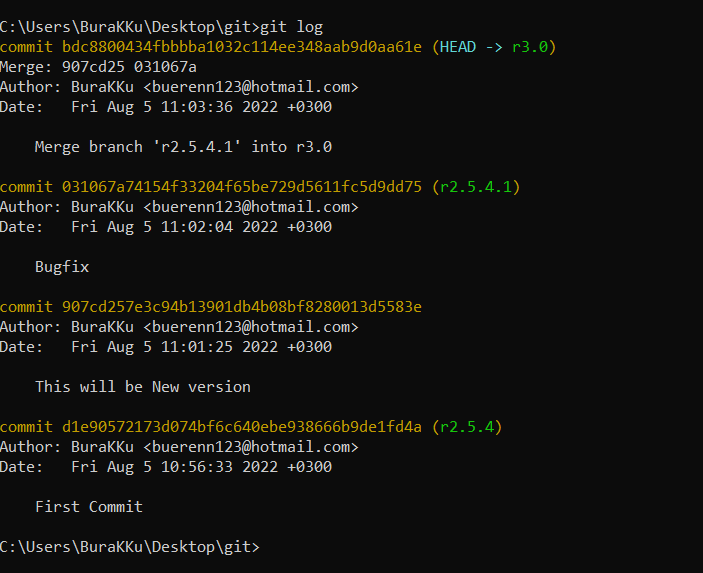 C:\Users\BuraKKu\Desktop\git>git log
commit bdc8800434fbbbba1032c114ee348aab9d0aa61e (HEAD -> r3.0)
Merge: 907cd25 031067a
Author: BuraKKu <buerenn123@hotmail.com>
Date:   Fri Aug 5 11:03:36 2022 +0300
    Merge branch 'r2.5.4.1' into r3.0
commit 031067a74154f33204f65be729d5611fc5d9dd75 (r2.5.4.1)
Author: BuraKKu <buerenn123@hotmail.com>
Date:   Fri Aug 5 11:02:04 2022 +0300
    Bugfix
commit 907cd257e3c94b13901db4b08bf8280013d5583e
Author: BuraKKu <buerenn123@hotmail.com>
Date:   Fri Aug 5 11:01:25 2022 +0300
    This will be New version
commit d1e90572173d074bf6c640ebe938666b9de1fd4a (r2.5.4)
Author: BuraKKu <buerenn123@hotmail.com>
Date:   Fri Aug 5 10:56:33 2022 +0300
    First Commit
C:\Users\BuraKKu\Desktop\git>